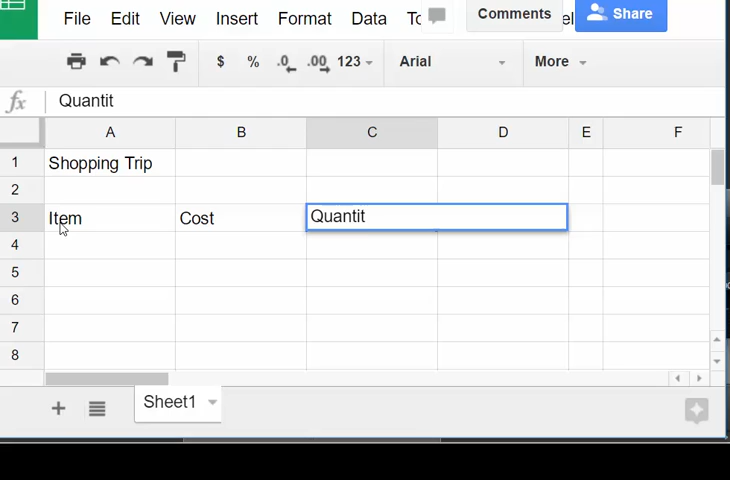 File Edit View Insert Format Data Comments Share
$ % .0 .00 123 Arial More
fx Quantit
A B C D E F
1 Shopping Trip
2
3 Item Cost Quantit
4
5
6
7
8
Sheet1